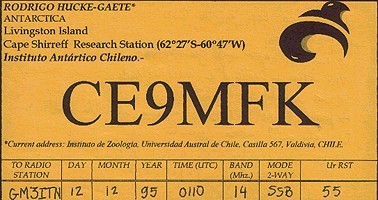 RODRIGO HUCKE-GAETE*
ANTARCTICA
Livingston Island
Cape Shirreff Research Station (62°27'S-60°47'W)
Instituto Antártico Chileno.-
CE9MFK
*Current address: Instituto de Zoología, Universidad Austral de Chile, Casilla 567, Valdivia, CHILE.
TO RADIO STATION DAY MONTH YEAR TIME (UTC) BAND (Mhz.) MODE 2-WAY Ur RST
GM3ITN 12 12 95 0110 14 SSB 55